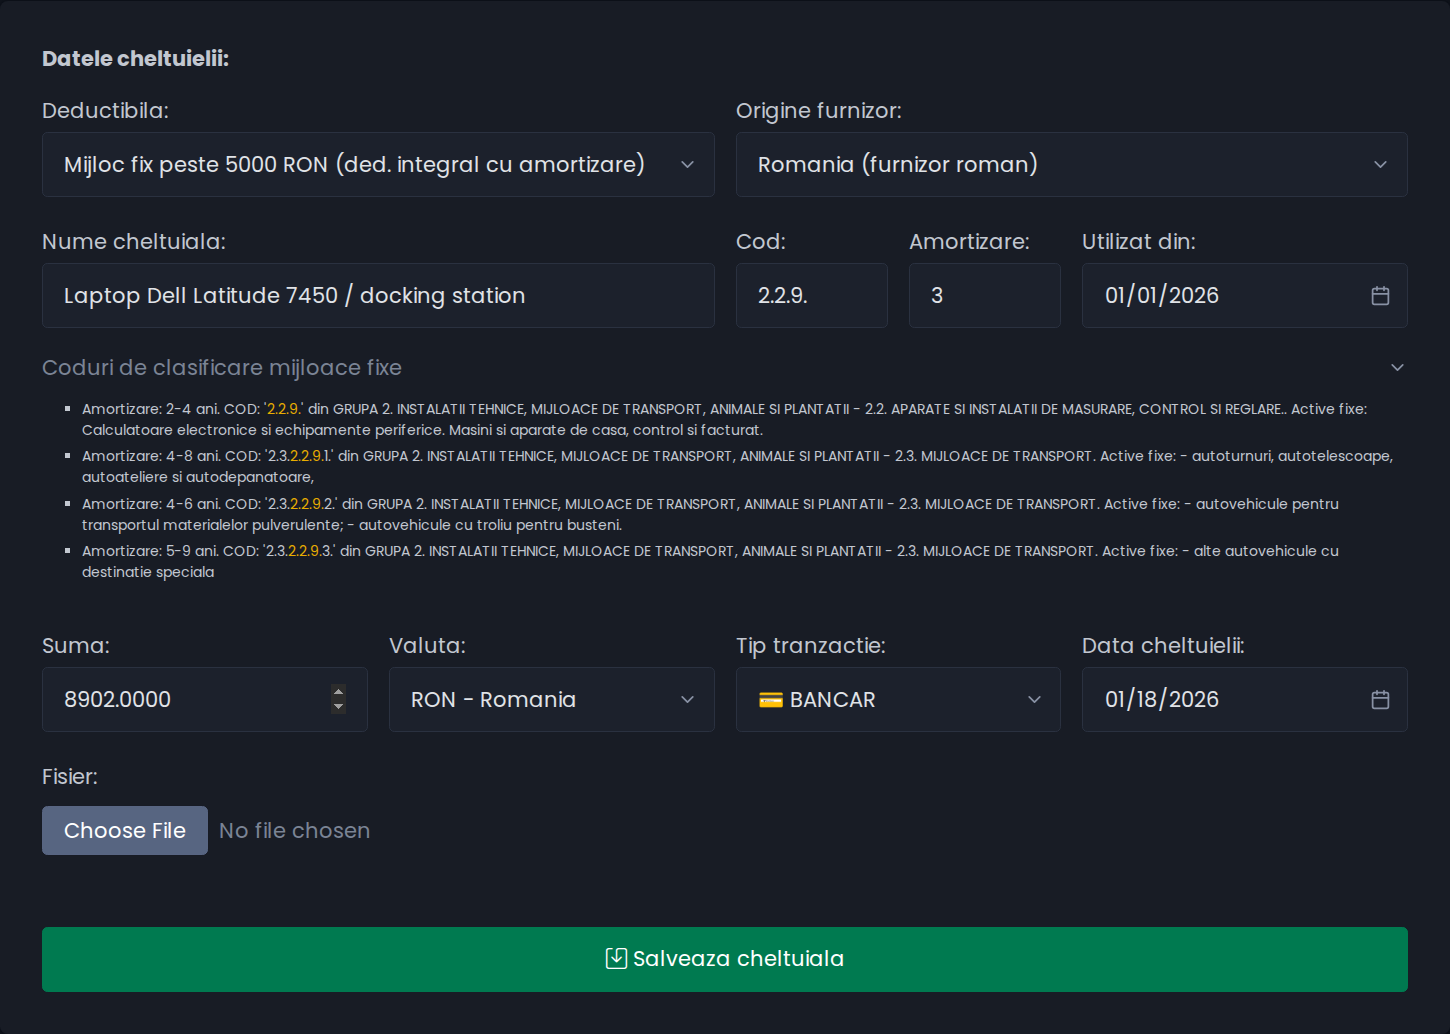 Datele cheltuielii:
Deductibila:
Origine furnizor:
Mijloc fix peste 5000 RON (ded. integral cu amortizare)
Romania (furnizor roman)
Nume cheltuiala:
Cod:
Amortizare:
Utilizat din:
Laptop Dell Latitude 7450 / docking station
2.2.9.
3
01/01/2026
Coduri de clasificare mijloace fixe
Amortizare: 2-4 ani. COD: '2.2.9.' din GRUPA 2. INSTALATII TEHNICE, MIJLOACE DE TRANSPORT, ANIMALE SI PLANTATII - 2.2. APARATE SI INSTALATII DE MASURARE, CONTROL SI REGLARE.. Active fixe:
Calculatoare electronice si echipamente periferice. Masini si aparate de casa, control si facturat.
Amortizare: 4-8 ani. COD: '2.3.2.2.9.1.' din GRUPA 2. INSTALATII TEHNICE, MIJLOACE DE TRANSPORT, ANIMALE SI PLANTATII - 2.3. MIJLOACE DE TRANSPORT. Active fixe: - autoturnuri, autotelescoape,
autoateliere si autodepanatoare,
Amortizare: 4-6 ani. COD: '2.3.2.2.9.2.' din GRUPA 2. INSTALATII TEHNICE, MIJLOACE DE TRANSPORT, ANIMALE SI PLANTATII - 2.3. MIJLOACE DE TRANSPORT. Active fixe: - autovehicule pentru
transportul materialelor pulverulente; - autovehicule cu troliu pentru busteni.
Amortizare: 5-9 ani. COD: '2.3.2.2.9.3.' din GRUPA 2. INSTALATII TEHNICE, MIJLOACE DE TRANSPORT, ANIMALE SI PLANTATII - 2.3. MIJLOACE DE TRANSPORT. Active fixe: - alte autovehicule cu
destinatie speciala
Suma:
Valuta:
Tip tranzactie:
Data cheltuielii:
8902.0000
RON - Romania
💳 BANCAR
01/18/2026
Fisier:
Choose File
No file chosen
Salveaza cheltuiala